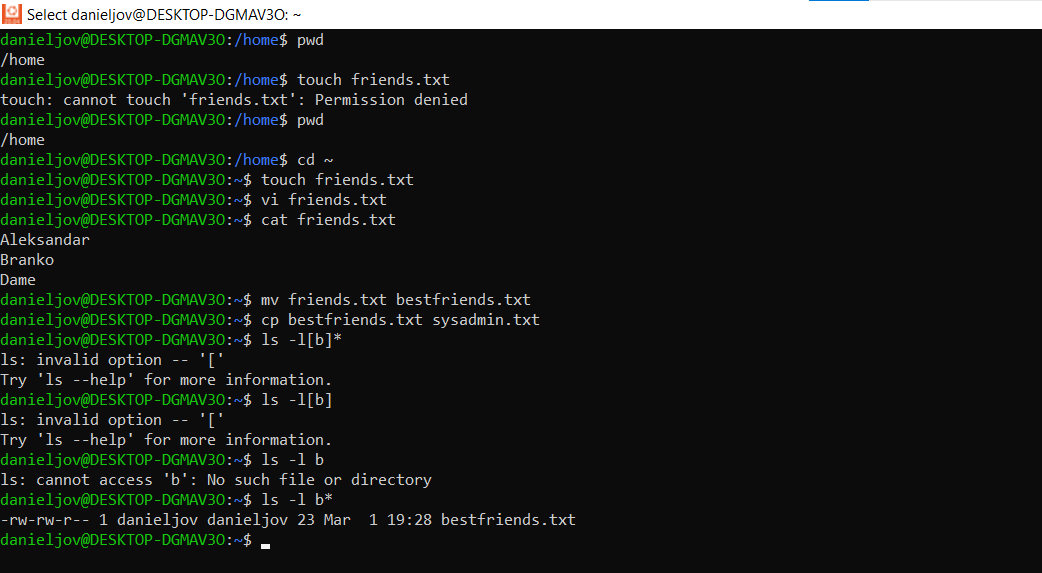 Select danieljov@DESKTOP-DGMAV3O: ~
danieljov@DESKTOP-DGMAV3O:/home$ pwd
/home
danieljov@DESKTOP-DGMAV3O:/home$ touch friends.txt
touch: cannot touch 'friends.txt': Permission denied
danieljov@DESKTOP-DGMAV3O:/home$ pwd
/home
danieljov@DESKTOP-DGMAV3O:/home$ cd ~
danieljov@DESKTOP-DGMAV3O:~$ touch friends.txt
danieljov@DESKTOP-DGMAV3O:~$ vi friends.txt
danieljov@DESKTOP-DGMAV3O:~$ cat friends.txt
Aleksandar
Branko
Dame
danieljov@DESKTOP-DGMAV3O:~$ mv friends.txt bestfriends.txt
danieljov@DESKTOP-DGMAV3O:~$ cp bestfriends.txt sysadmin.txt
danieljov@DESKTOP-DGMAV3O:~$ ls -l[b]*
ls: invalid option -- '['
Try 'ls --help' for more information.
danieljov@DESKTOP-DGMAV3O:~$ ls -l[b]
ls: invalid option -- '['
Try 'ls --help' for more information.
danieljov@DESKTOP-DGMAV3O:~$ ls -l b
ls: cannot access 'b': No such file or directory
danieljov@DESKTOP-DGMAV3O:~$ ls -l b*
-rw-rw-r-- 1 danieljov danieljov 23 Mar  1 19:28 bestfriends.txt
danieljov@DESKTOP-DGMAV3O:~$